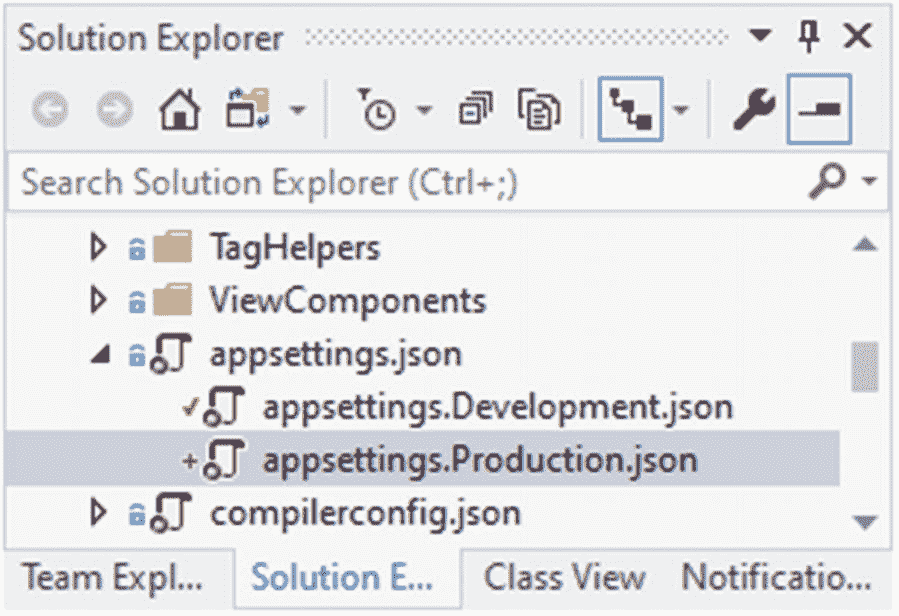 Solution Explorer
Search Solution Explorer (Ctrl+;)
TagHelpers
ViewComponents
appsettings.json
appsettings.Development.json
appsettings.Production.json
compilerconfig.json
Team Expl... Solution E... Class View Notificatio...